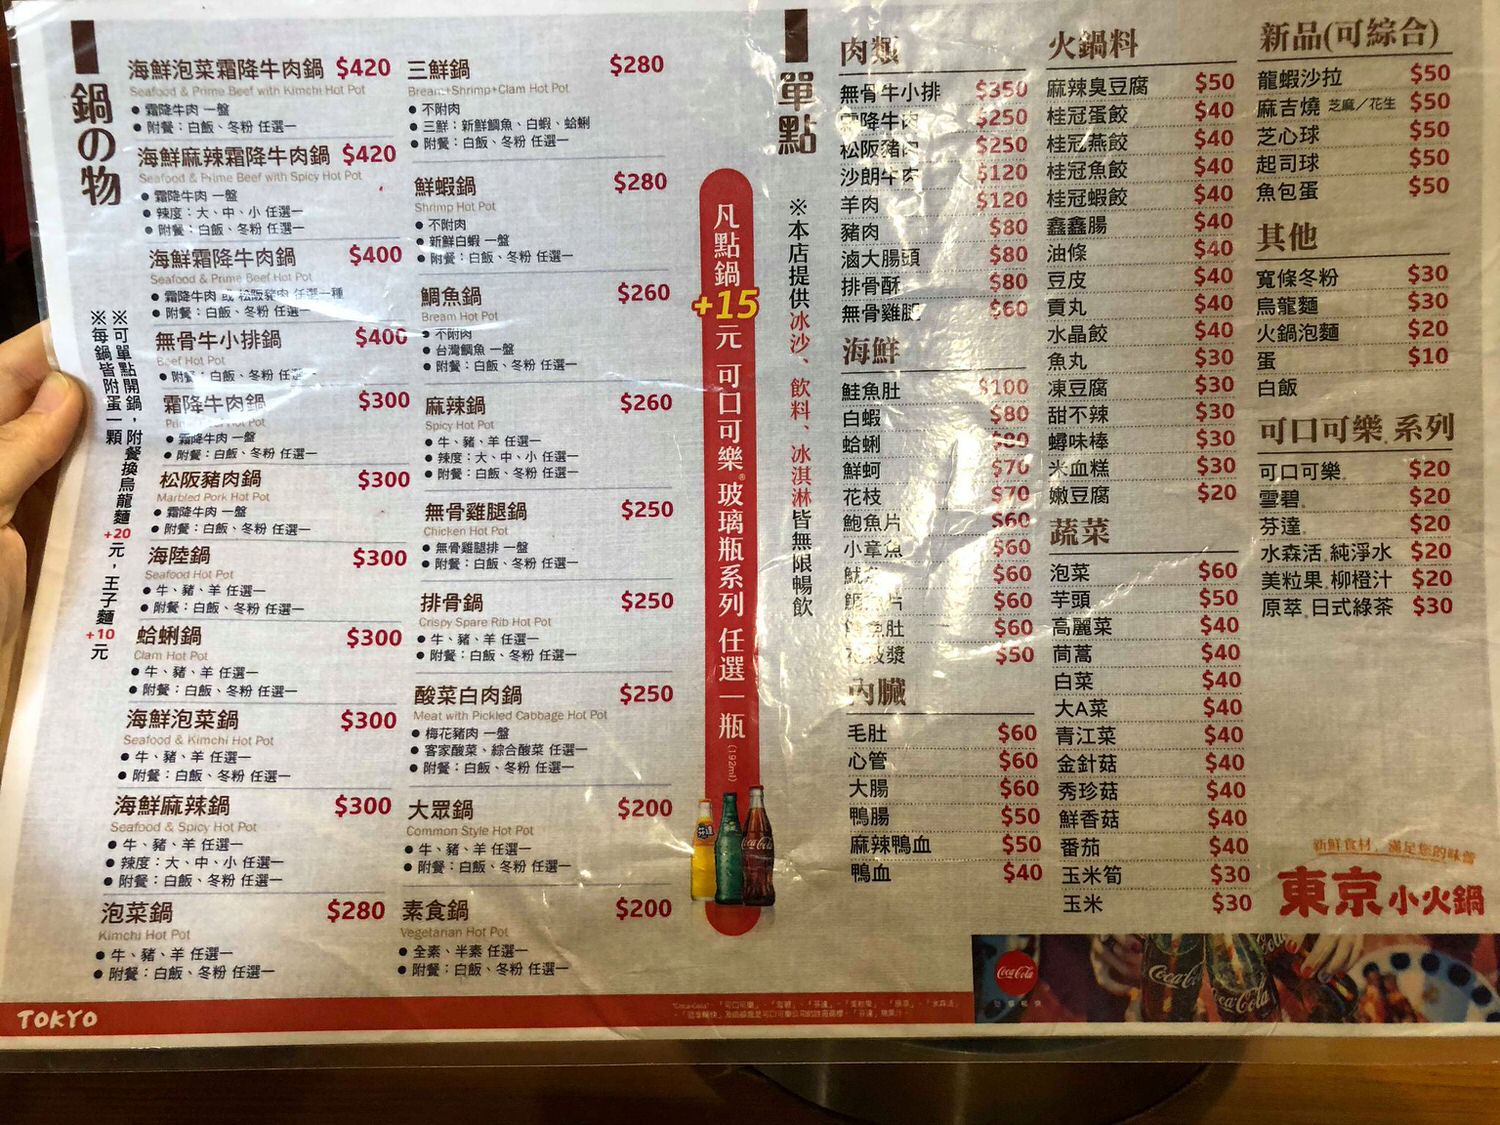 鍋の物
※可單點開鍋，附餐換烏龍麵+20元，王子麵+10元
※每鍋皆附蛋一顆
海鮮泡菜霜降牛肉鍋 $420
Seafood & Prime Beef with Kimchi Hot Pot
● 霜降牛肉 一盤
● 附餐：白飯、冬粉 任選一
海鮮麻辣霜降牛肉鍋 $420
Seafood & Prime Beef with Spicy Hot Pot
● 霜降牛肉 一盤
● 辣度：大、中、小 任選一
● 附餐：白飯、冬粉 任選一
海鮮霜降牛肉鍋 $400
Seafood & Prime Beef Hot Pot
● 霜降牛肉 或 松阪豬肉 任選一種
● 附餐：白飯、冬粉 任選一
無骨牛小排鍋 $400
Beef Hot Pot
● 附餐：白飯、冬粉 任選一
霜降牛肉鍋 $300
Hot Pot
● 霜降牛肉 一盤
● 附餐：白飯、冬粉 任選一
松阪豬肉鍋 $300
Marbled Pork Hot Pot
● 霜降牛肉 一盤
● 附餐：白飯、冬粉 任選一
海陸鍋 $300
Seafood Hot Pot
● 牛、豬、羊 任選一
● 附餐：白飯、冬粉 任選一
蛤蜊鍋 $300
Clam Hot Pot
● 牛、豬、羊 任選一
● 附餐：白飯、冬粉 任選一
海鮮泡菜鍋 $300
Seafood & Kimchi Hot Pot
● 牛、豬、羊 任選一
● 附餐：白飯、冬粉 任選一
海鮮麻辣鍋 $300
Seafood & Spicy Hot Pot
● 牛、豬、羊 任選一
● 辣度：大、中、小 任選一
● 附餐：白飯、冬粉 任選一
泡菜鍋 $280
Kimchi Hot Pot
● 牛、豬、羊 任選一
● 附餐：白飯、冬粉 任選一
三鮮鍋 $280
Bream+Shrimp+Clam Hot Pot
● 不附肉
● 三鮮：新鮮鯛魚、白蝦、蛤蜊
● 附餐：白飯、冬粉 任選一
鮮蝦鍋 $280
Shrimp Hot Pot
● 不附肉
● 新鮮白蝦 一盤
● 附餐：白飯、冬粉 任選一
鯛魚鍋 $260
Bream Hot Pot
● 不附肉
● 台灣鯛魚 一盤
● 附餐：白飯、冬粉 任選一
麻辣鍋 $260
Spicy Hot Pot
● 牛、豬、羊 任選一
● 辣度：大、中、小 任選一
● 附餐：白飯、冬粉 任選一
無骨雞腿鍋 $250
Chicken Hot Pot
● 無骨雞腿排 一盤
● 附餐：白飯、冬粉 任選一
排骨鍋 $250
Crispy Spare Rib Hot Pot
● 牛、豬、羊 任選一
● 附餐：白飯、冬粉 任選一
酸菜白肉鍋 $250
Meat with Pickled Cabbage Hot Pot
● 梅花豬肉 一盤
● 客家酸菜、綜合酸菜 任選一
● 附餐：白飯、冬粉 任選一
大眾鍋 $200
Common Style Hot Pot
● 牛、豬、羊 任選一
● 附餐：白飯、冬粉 任選一
素食鍋 $200
Vegetarian Hot Pot
● 全素、半素 任選一
● 附餐：白飯、冬粉 任選一
凡點鍋+15元 可口可樂®玻璃瓶系列 任選一瓶(192ml)
單點
※本店提供冰沙、飲料、冰淇淋皆無限暢飲
肉類
無骨牛小排 $350
霜降牛肉 $250
松阪豬肉 $250
沙朗牛肉 $120
羊肉 $120
豬肉 $80
滷大腸頭 $80
排骨酥 $80
無骨雞腿 $60
海鮮
鮭魚肚 $100
白蝦 $80
蛤蜊 $80
鮮蚵 $70
花枝 $70
鮑魚片 $60
小章魚 $60
魷 $60
片 $60
魚肚 $60
漿 $50
內臟
毛肚 $60
心管 $60
大腸 $60
鴨腸 $50
麻辣鴨血 $50
鴨血 $40
火鍋料
麻辣臭豆腐 $50
桂冠蛋餃 $40
桂冠燕餃 $40
桂冠魚餃 $40
桂冠蝦餃 $40
鑫鑫腸 $40
油條 $40
豆皮 $40
貢丸 $40
水晶餃 $40
魚丸 $30
凍豆腐 $30
甜不辣 $30
蟳味棒 $30
米血糕 $30
嫩豆腐 $20
蔬菜
泡菜 $60
芋頭 $50
高麗菜 $40
茼蒿 $40
白菜 $40
大A菜 $40
青江菜 $40
金針菇 $40
秀珍菇 $40
鮮香菇 $40
番茄 $40
玉米筍 $30
玉米 $30
新品(可綜合)
龍蝦沙拉 $50
麻吉燒 芝麻／花生 $50
芝心球 $50
起司球 $50
魚包蛋 $50
其他
寬條冬粉 $30
烏龍麵 $30
火鍋泡麵 $20
蛋 $10
白飯
可口可樂®系列
可口可樂® $20
雪碧® $20
芬達® $20
水森活®純淨水 $20
美粒果®柳橙汁 $20
原萃®日式綠茶 $30
新鮮食材，滿足您的味蕾
東京小火鍋
Coca-Cola
TOKYO